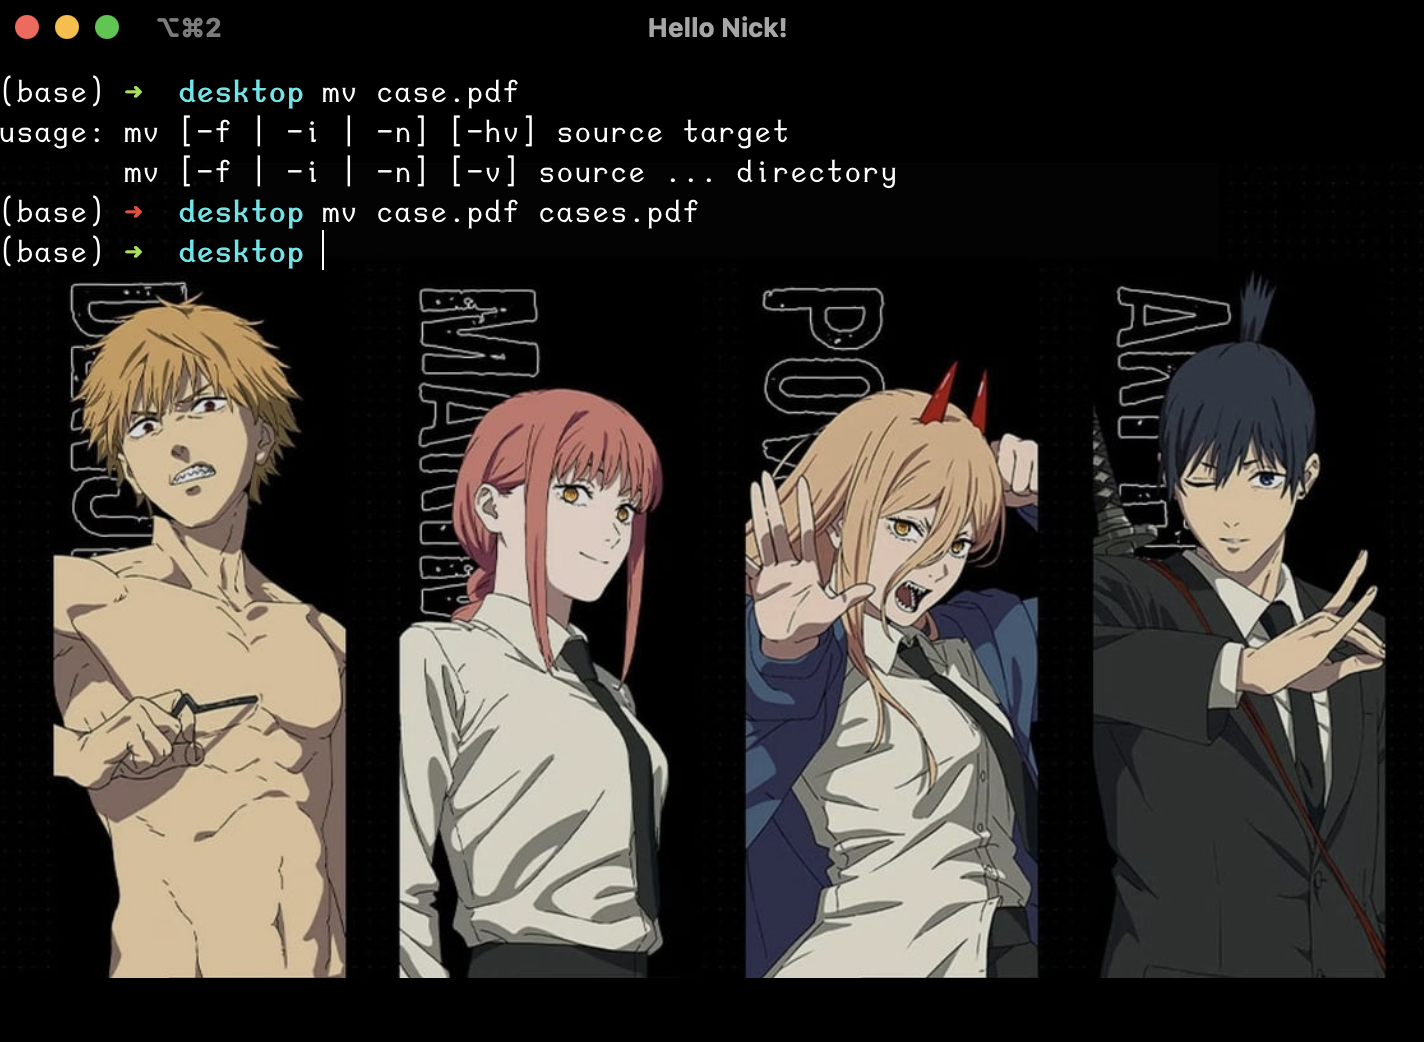 ⌥⌘2
Hello Nick!
(base) ➜ desktop mv case.pdf
usage: mv [-f | -i | -n] [-hv] source target
mv [-f | -i | -n] [-v] source ... directory
(base) ➜ desktop mv case.pdf cases.pdf
(base) ➜ desktop
MAKIMA